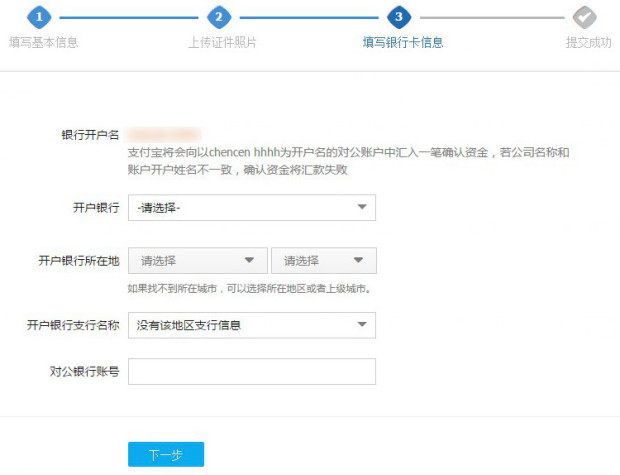 1 2 3
填写基本信息 上传证件照片 填写银行卡信息 提交成功
银行开户名
支付宝将会向以chencen hhhh为开户名的对公账户中汇入一笔确认资金，若公司名称和
账户开户姓名不一致，确认资金将汇款失败
开户银行 -请选择-
开户银行所在地 请选择 请选择
如果找不到所在城市，可以选择所在地区或者上级城市。
开户银行支行名称 没有该地区支行信息
对公银行账号
下一步